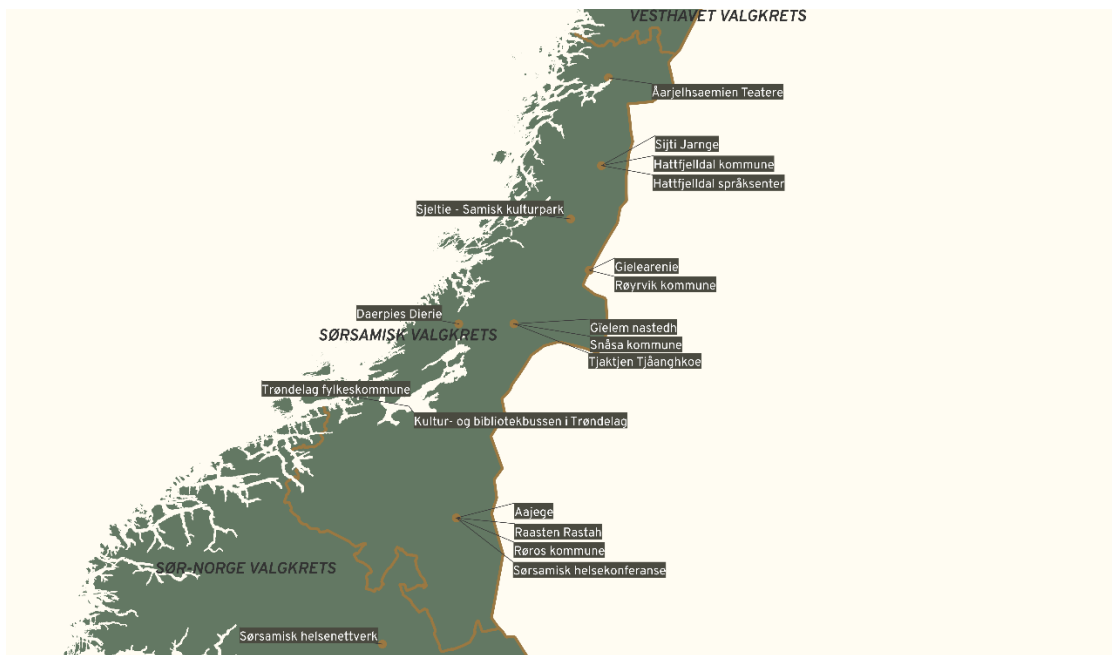 VESTHAVET VALGKRETS
Åarjelhsaemien Teatere
Sijti Jarnge
Hattfjelldal kommune
Hattfjelldal språksenter
Sjeltie - Samisk kulturpark
Gielearenie
Røyrvik kommune
Daerpies Dierie
SØRSAMISK VALGKRETS
Gïelem nastedh
Snåsa kommune
Tjaktjen Tjåanghkoe
Trøndelag fylkeskommune
Kultur- og bibliotekbussen i Trøndelag
Aajege
Raasten Rastah
Røros kommune
Sørsamisk helsekonferanse
SØR-NORGE VALGKRETS
Sørsamisk helsenettverk